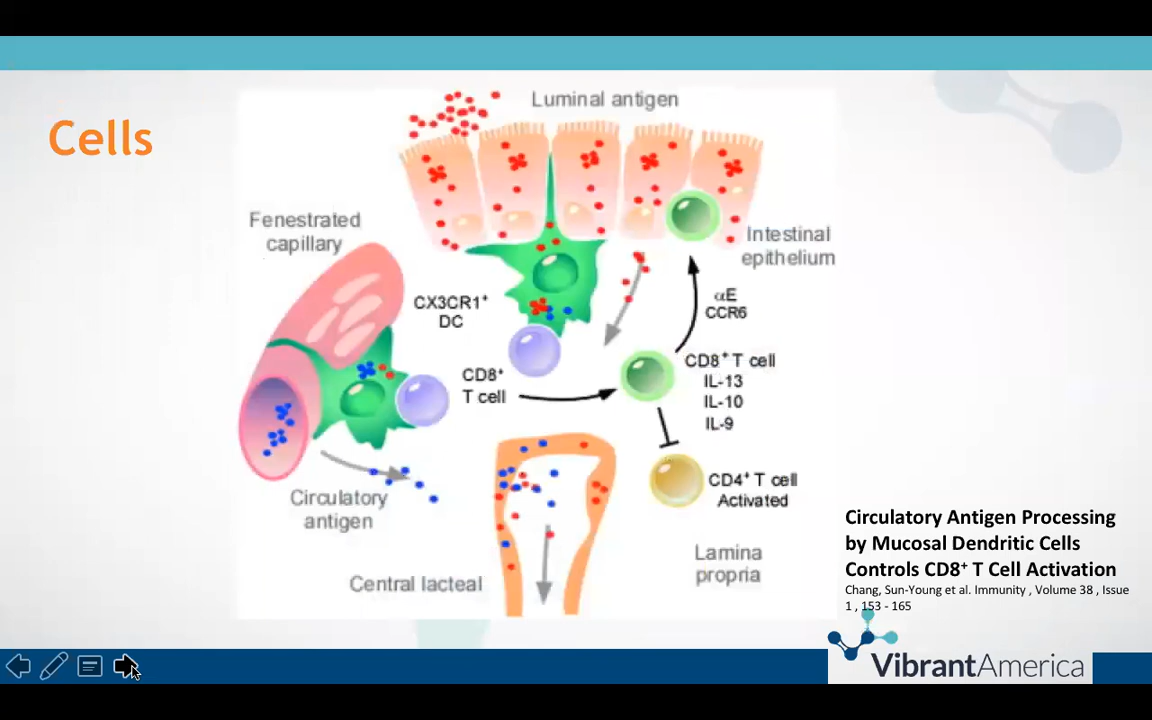 Cells
Luminal antigen
Fenestrated
capillary
Intestinal
epithelium
CX3CR1⁺
DC
αE
CCR6
CD8⁺
T cell
CD8⁺ T cell
IL-13
IL-10
IL-9
CD4⁺ T cell
Activated
Circulatory
antigen
Central lacteal
Lamina
propria
Circulatory Antigen Processing
by Mucosal Dendritic Cells
Controls CD8⁺ T Cell Activation
Chang, Sun-Young et al. Immunity , Volume 38 , Issue
1 , 153 - 165
VibrantAmerica